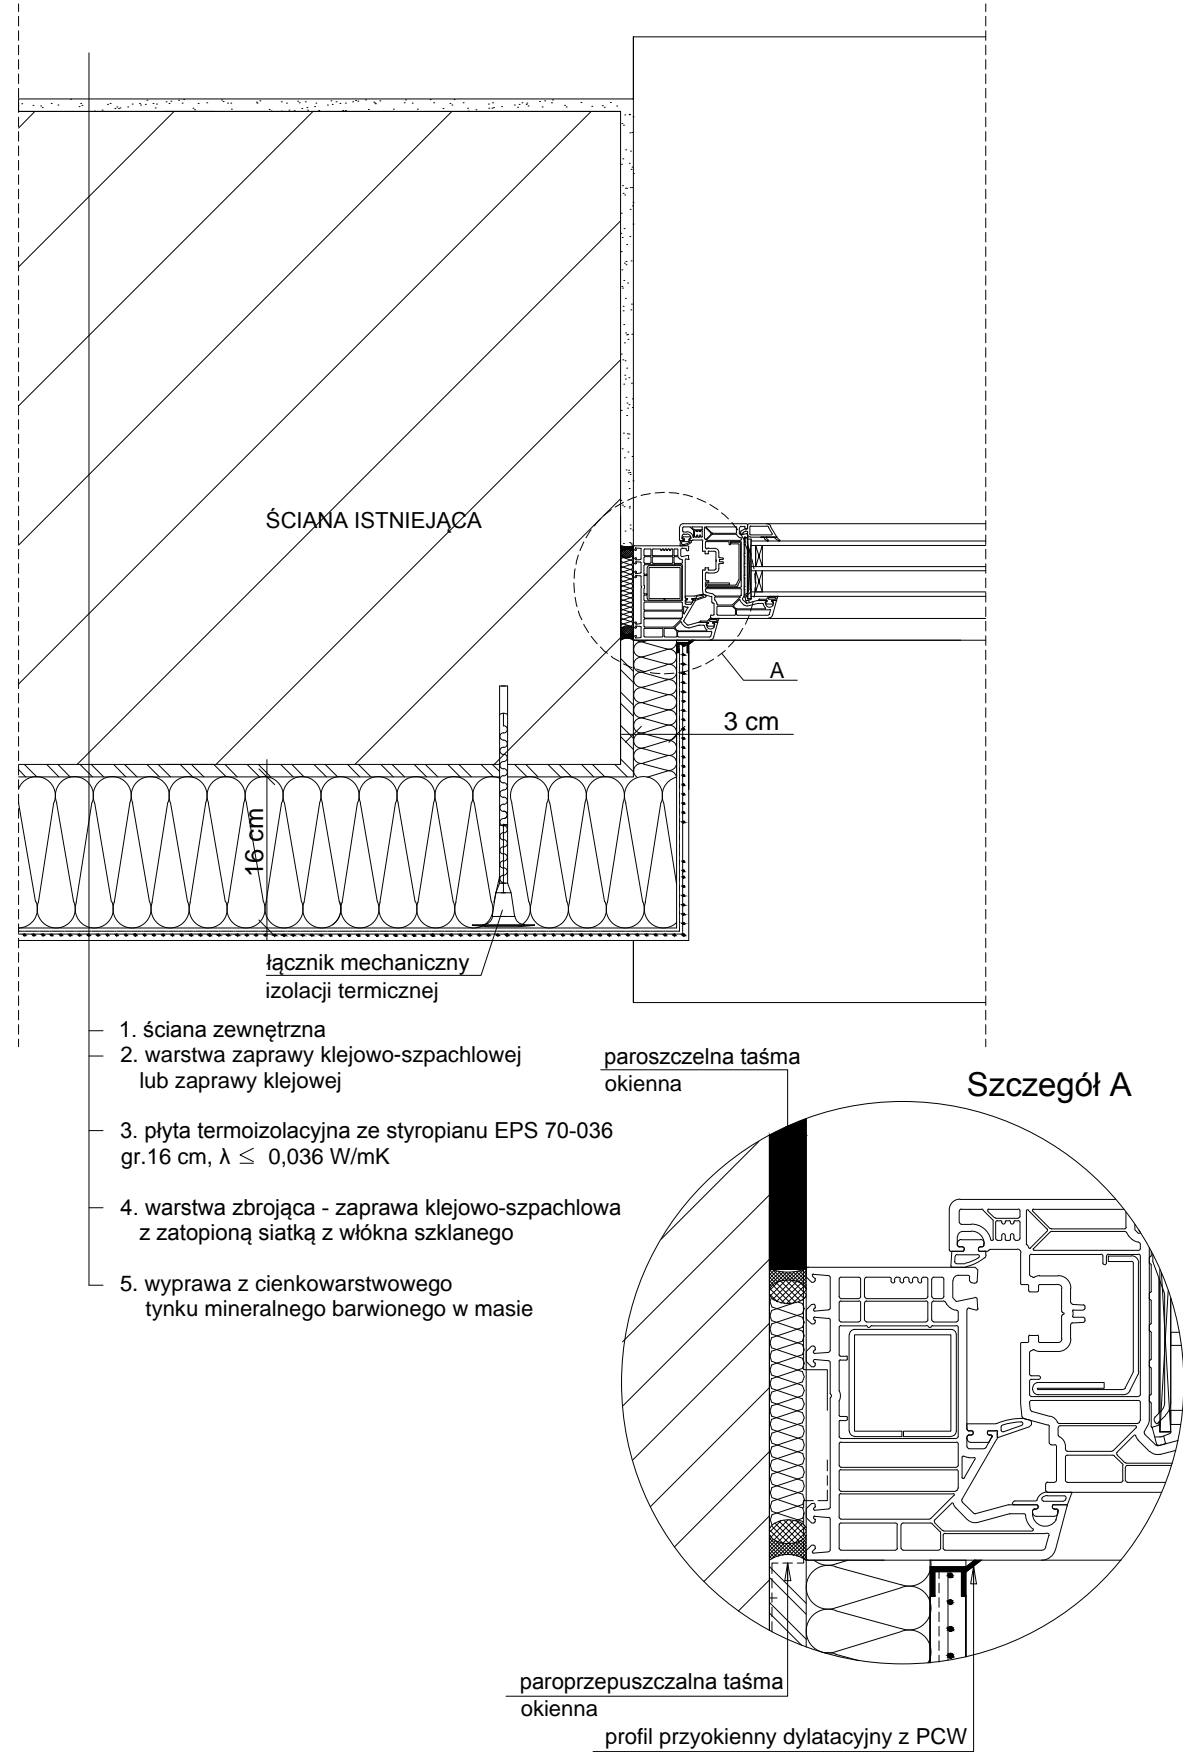 ŚCIANA ISTNIEJĄCA
A
3 cm
16 cm
łącznik mechaniczny
izolacji termicznej
1. ściana zewnętrzna
2. warstwa zaprawy klejowo-szpachlowej
lub zaprawy klejowej
3. płyta termoizolacyjna ze styropianu EPS 70-036
gr.16 cm, λ ≤ 0,036 W/mK
4. warstwa zbrojąca - zaprawa klejowo-szpachlowa
z zatopioną siatką z włókna szklanego
5. wyprawa z cienkowarstwowego
tynku mineralnego barwionego w masie
paroszczelna taśma
okienna
Szczegół A
paroprzepuszczalna taśma
okienna
profil przyokienny dylatacyjny z PCW